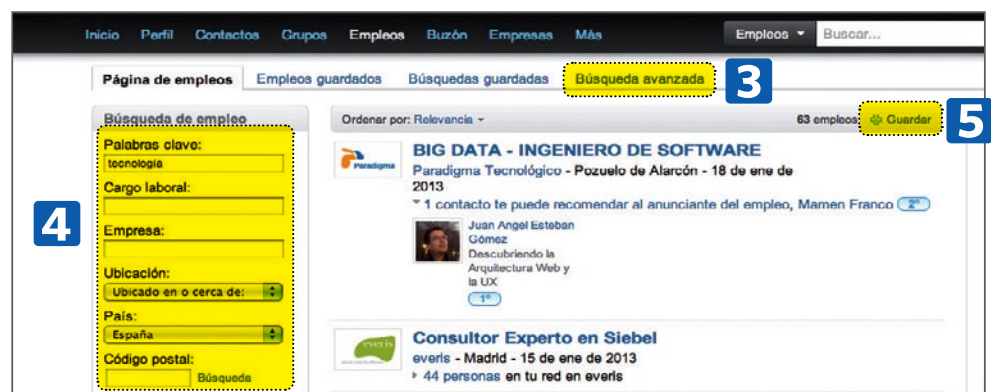 Inicio Perfil Contactos Grupos Empleos Buzón Empresas Más Empleos Buscar...
Página de empleos Empleos guardados Búsquedas guardadas Búsqueda avanzada 3
Búsqueda de empleo
Ordenar por: Relevancia 63 empleos Guardar 5
4
Palabras clave:
tecnología
Cargo laboral:
Empresa:
Ubicación:
Ubicado en o cerca de:
País:
España
Código postal:
Búsqueda
Paradigma
BIG DATA - INGENIERO DE SOFTWARE
Paradigma Tecnológico - Pozuelo de Alarcón - 18 de ene de
2013
1 contacto te puede recomendar al anunciante del empleo, Mamen Franco 2º
Juan Angel Esteban
Gómez
Descubriendo la
Arquitectura Web y
la UX
1º
everis
Consultor Experto en Siebel
everis - Madrid - 15 de ene de 2013
44 personas en tu red en everis